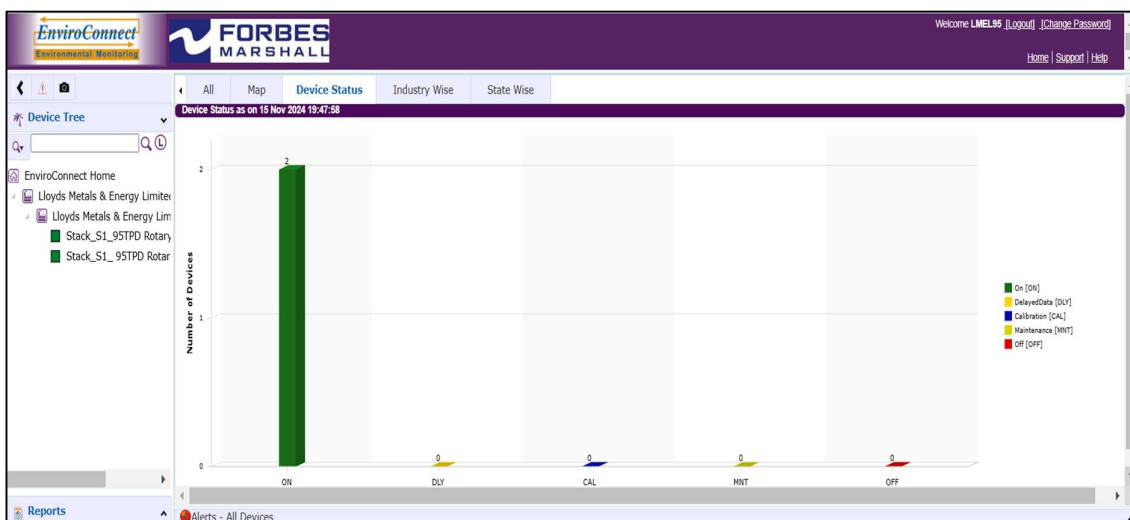 EnviroConnect
Environmental Monitoring
FORBES
MARSHALL
Welcome LMEL95 [Logout] [Change Password]
Home | Support | Help
All Map Device Status Industry Wise State Wise
Device Status as on 15 Nov 2024 19:47:58
Device Tree
EnviroConnect Home
Lloyds Metals & Energy Limite
Lloyds Metals & Energy Lim
Stack_S1_95TPD Rotary
Stack_S1_ 95TPD Rotar
Reports
Number of Devices
2
1
0
2
0
0
0
0
ON DLY CAL MNT OFF
On [ON]
DelayedData [DLY]
Calibration [CAL]
Maintenance [MNT]
Off [OFF]
Alerts - All Devices